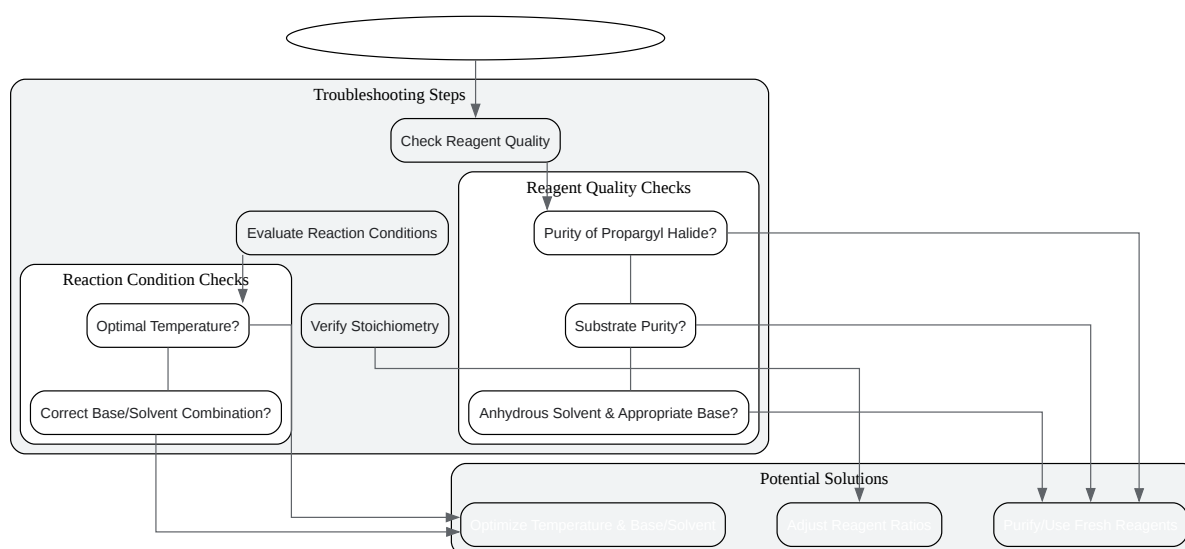 Troubleshooting Steps
Check Reagent Quality
Reagent Quality Checks
Evaluate Reaction Conditions
Purity of Propargyl Halide?
Reaction Condition Checks
Optimal Temperature?
Verify Stoichiometry
Substrate Purity?
Correct Base/Solvent Combination?
Anhydrous Solvent & Appropriate Base?
Potential Solutions
Optimize Temperature & Base/Solvent
Adjust Reagent Ratios
Purify/Use Fresh Reagents